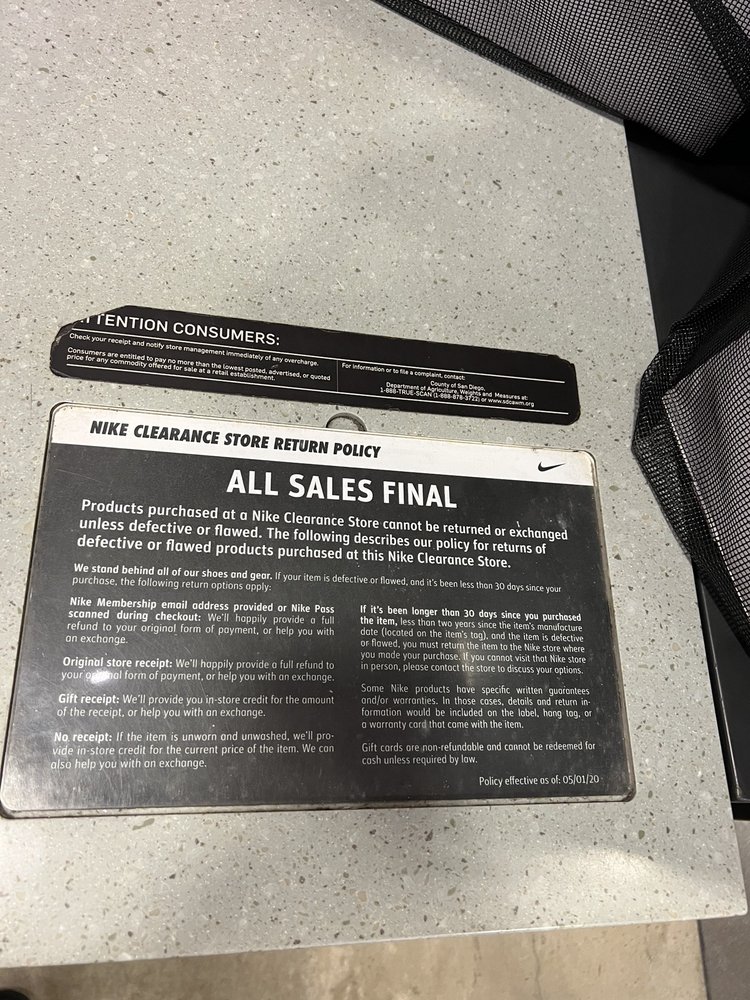 ATTENTION CONSUMERS:
Check your receipt and notify store management immediately of any overcharge.
Consumers are entitled to pay no more than the lowest posted, advertised, or quoted
price for any commodity offered for sale at a retail establishment.
For information or to file a complaint, contact:
County of San Diego,
Department of Agriculture, Weights and Measures at:
1-888-TRUE-SCAN (1-888-878-3722) or www.sdcawm.org
NIKE CLEARANCE STORE RETURN POLICY
ALL SALES FINAL
Products purchased at a Nike Clearance Store cannot be returned or exchanged
unless defective or flawed. The following describes our policy for returns of
defective or flawed products purchased at this Nike Clearance Store.
We stand behind all of our shoes and gear. If your item is defective or flawed, and it's been less than 30 days since your
purchase, the following return options apply:
Nike Membership email address provided or Nike Pass
scanned during checkout: We'll happily provide a full
refund to your original form of payment, or help you with
an exchange.
Original store receipt: We'll happily provide a full refund to
your original form of payment, or help you with an exchange.
Gift receipt: We'll provide you in-store credit for the amount
of the receipt, or help you with an exchange.
No receipt: If the item is unworn and unwashed, we'll pro-
vide in-store credit for the current price of the item. We can
also help you with an exchange.
If it's been longer than 30 days since you purchased
the item, less than two years since the item's manufacture
date (located on the item's tag), and the item is defective
or flawed, you must return the item to the Nike store where
you made your purchase. If you cannot visit that Nike store
in person, please contact the store to discuss your options.
Some Nike products have specific written guarantees
and/or warranties. In those cases, details and return in-
formation would be included on the label, hang tag, or
a warranty card that came with the item.
Gift cards are non-refundable and cannot be redeemed for
cash unless required by law.
Policy effective as of: 05/01/20